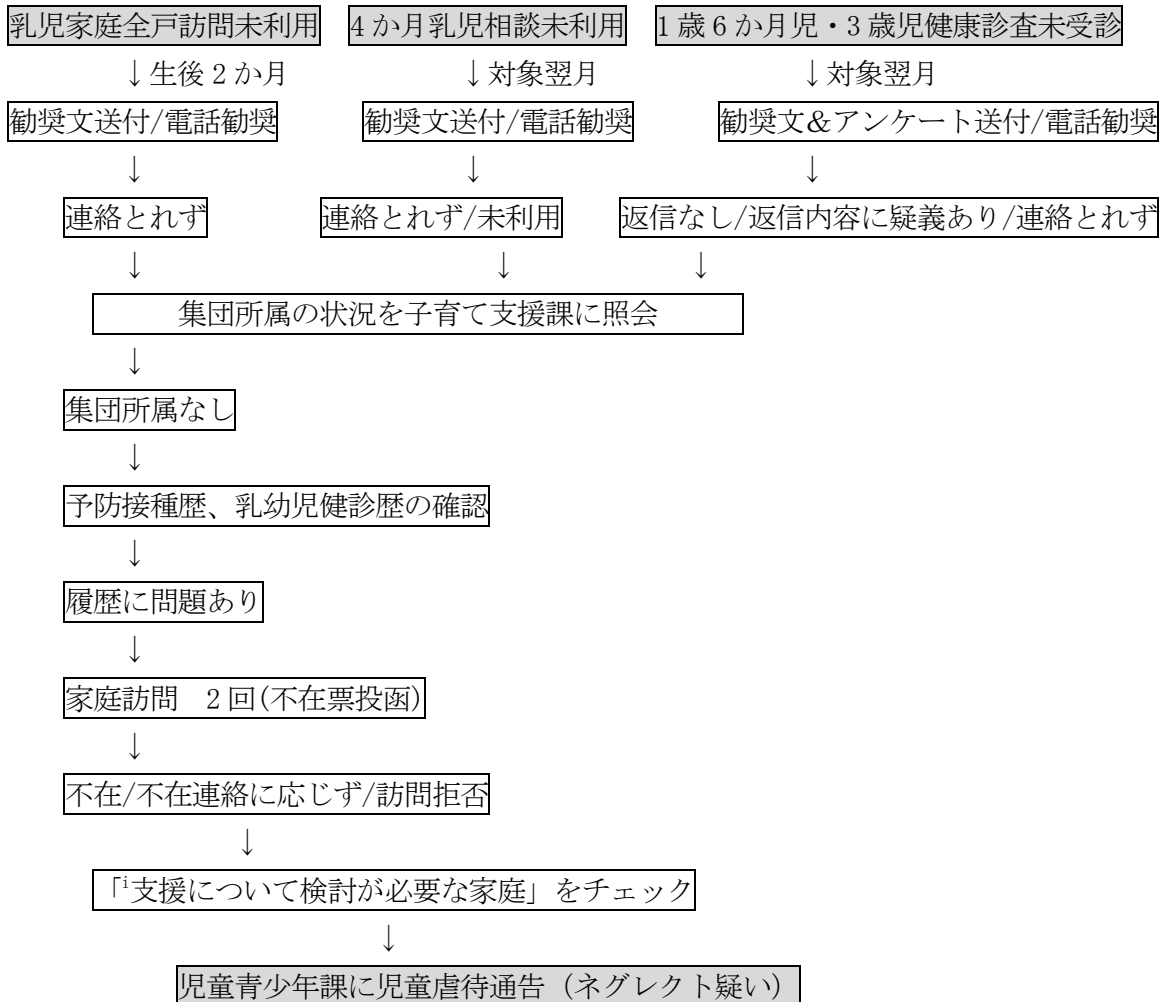 乳児家庭全戸訪問未利用 4か月乳児相談未利用 1歳6か月児・3歳児健康診査未受診
↓生後2か月 ↓対象翌月 ↓対象翌月
勧奨文送付/電話勧奨 勧奨文送付/電話勧奨 勧奨文&アンケート送付/電話勧奨
↓ ↓ ↓
連絡とれず 連絡とれず/未利用 返信なし/返信内容に疑義あり/連絡とれず
↓ ↓ ↓
集団所属の状況を子育て支援課に照会
↓
集団所属なし
↓
予防接種歴、乳幼児健診歴の確認
↓
履歴に問題あり
↓
家庭訪問 2回(不在票投函)
↓
不在/不在連絡に応じず/訪問拒否
↓
「i支援について検討が必要な家庭」をチェック
↓
児童青少年課に児童虐待通告（ネグレクト疑い）